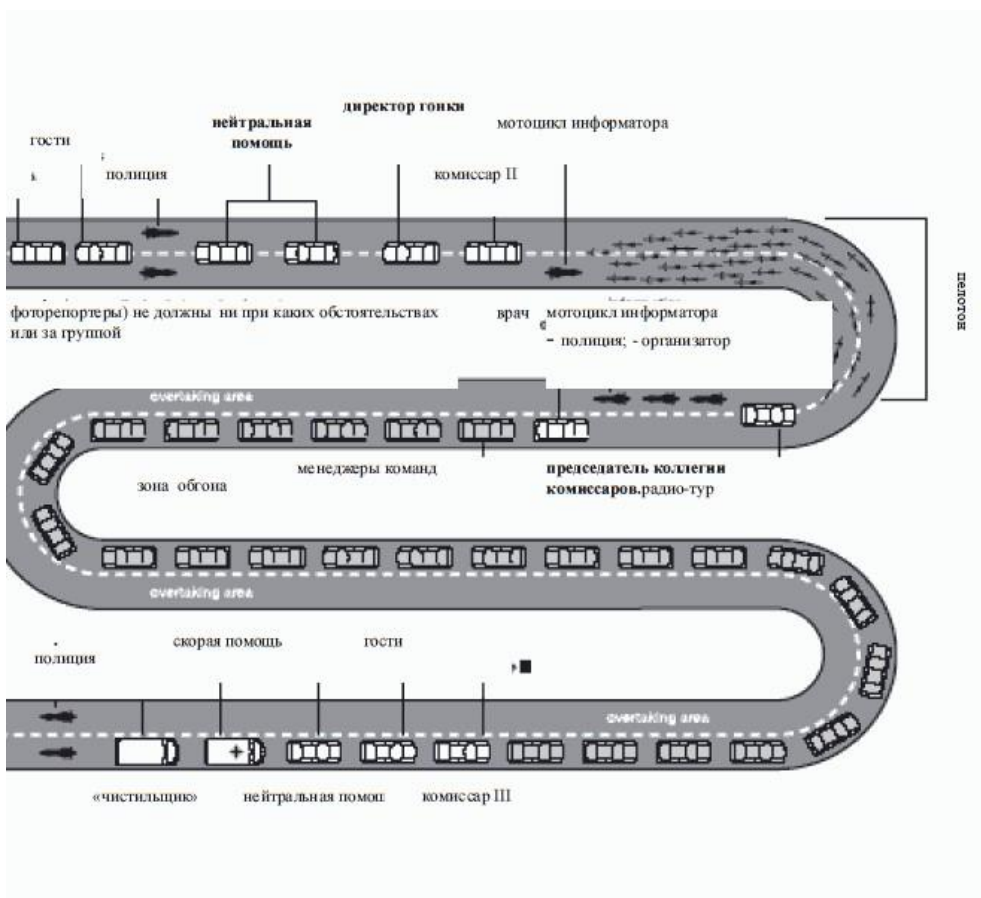 директор гонки
нейтральная
помощь
мотоцикл информатора
гости
полиция
комиссар II
пелотон
фоторепортеры) не должны ни при каких обстоятельствах
или за группой
врач
мотоцикл информатора
– полиция; - организатор
overtaking area
менеджеры команд
зона обгона
председатель коллегии
комиссаров.радио-тур
overtaking area
скорая помощь
гости
полиция
overtaking area
«чистильщию»
нейтральная помощ
комиссар III